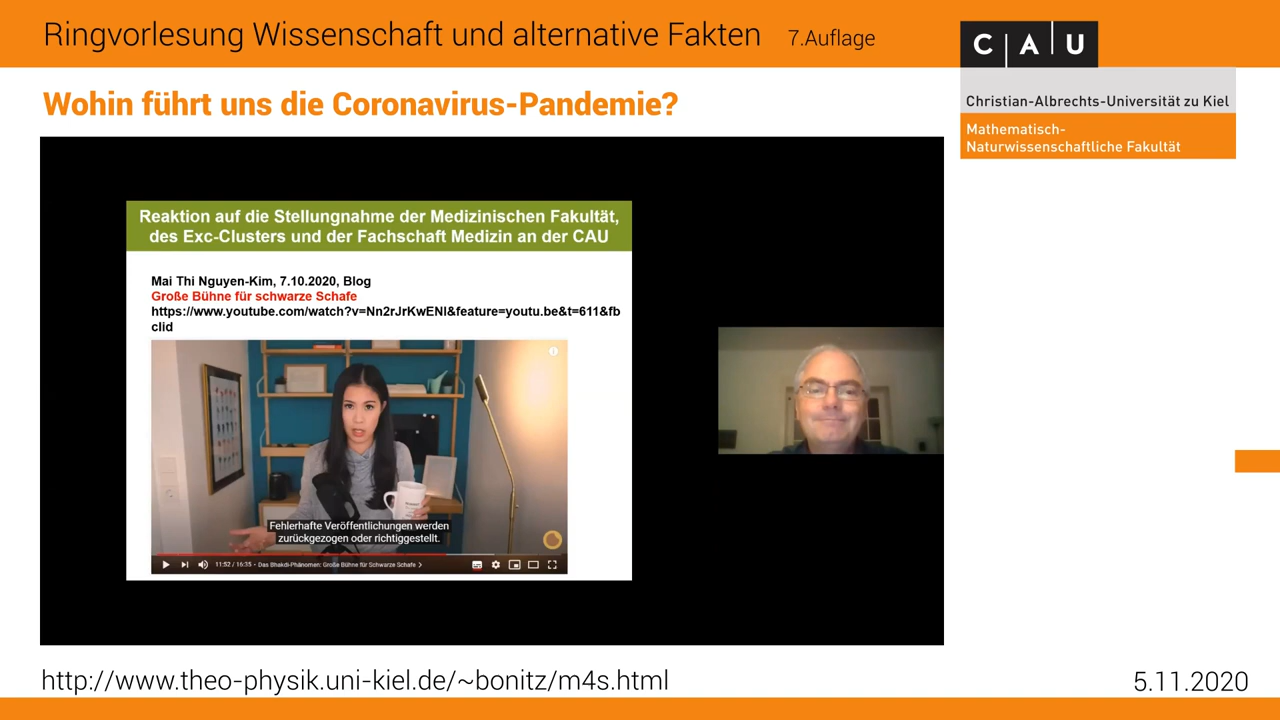 Ringvorlesung Wissenschaft und alternative Fakten 7.Auflage
C A U
Christian-Albrechts-Universität zu Kiel
Mathematisch-
Naturwissenschaftliche Fakultät
Wohin führt uns die Coronavirus-Pandemie?
Reaktion auf die Stellungnahme der Medizinischen Fakultät,
des Exc-Clusters und der Fachschaft Medizin an der CAU
Mai Thi Nguyen-Kim, 7.10.2020, Blog
Große Bühne für schwarze Schafe
https://www.youtube.com/watch?v=Nn2rJrKwENI&feature=youtu.be&t=611&fb
clid
Fehlerhafte Veröffentlichungen werden
zurückgezogen oder richtiggestellt.
11:52 / 16:35 • Das Bhakdi-Phänomen: Große Bühne für Schwarze Schafe
http://www.theo-physik.uni-kiel.de/~bonitz/m4s.html
5.11.2020